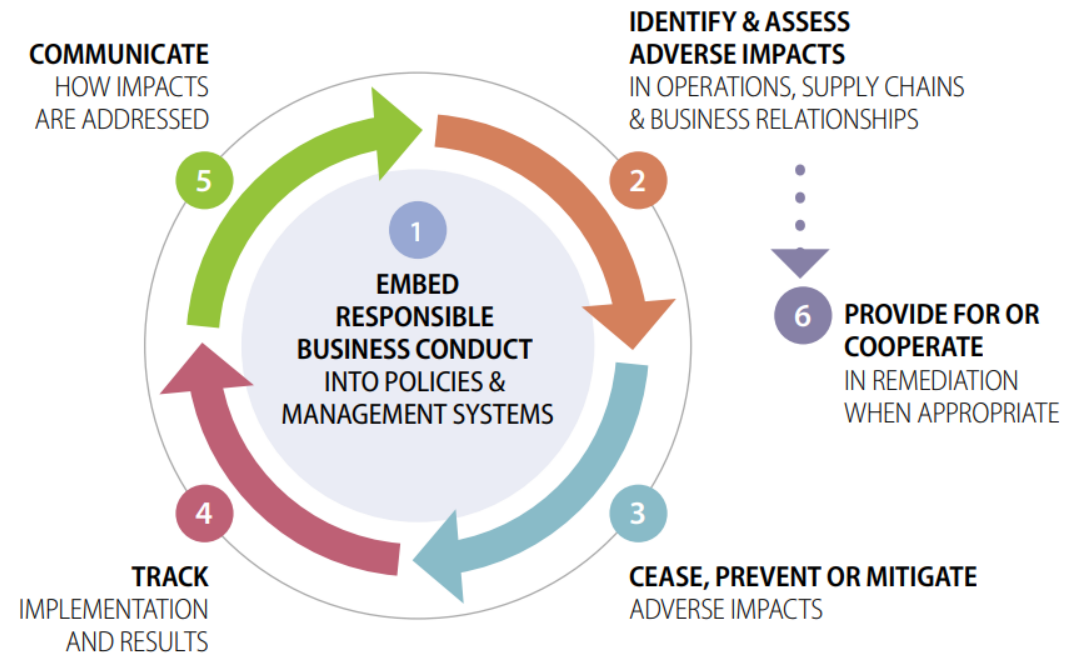 1
EMBED
RESPONSIBLE
BUSINESS CONDUCT
INTO POLICIES &
MANAGEMENT SYSTEMS
2
IDENTIFY & ASSESS
ADVERSE IMPACTS
IN OPERATIONS, SUPPLY CHAINS
& BUSINESS RELATIONSHIPS
3
CEASE, PREVENT OR MITIGATE
ADVERSE IMPACTS
4
TRACK
IMPLEMENTATION
AND RESULTS
5
COMMUNICATE
HOW IMPACTS
ARE ADDRESSED
6
PROVIDE FOR OR
COOPERATE
IN REMEDIATION
WHEN APPROPRIATE